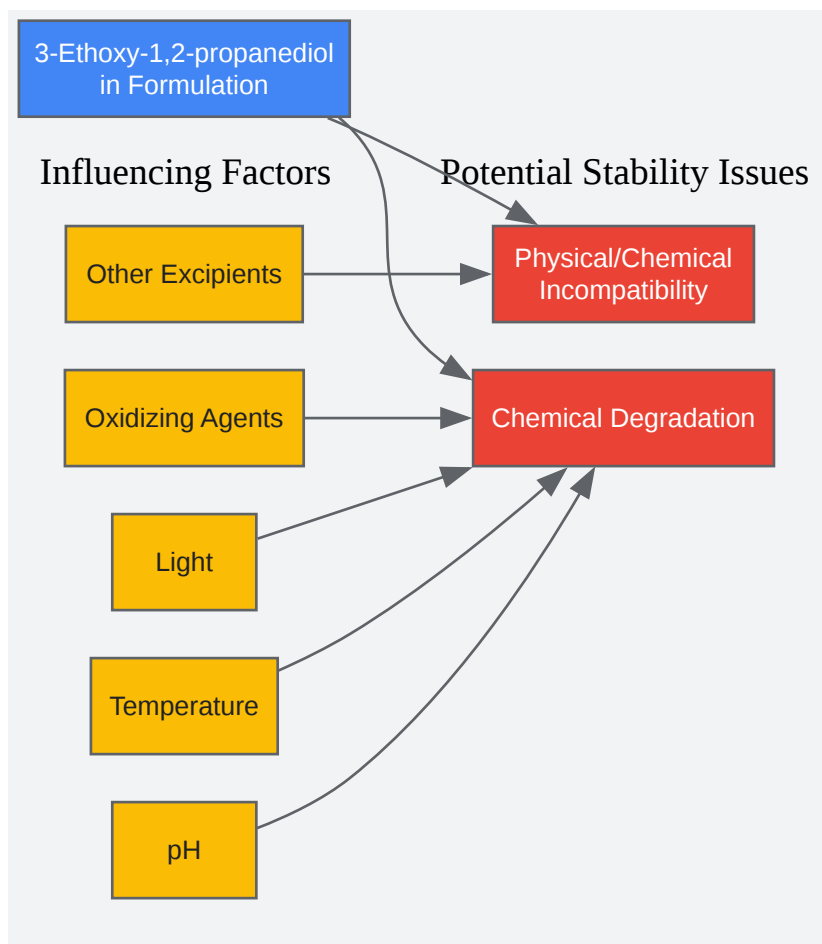 3-Ethoxy-1,2-propanediol
in Formulation
Influencing Factors
Potential Stability Issues
Other Excipients
Physical/Chemical
Incompatibility
Oxidizing Agents
Chemical Degradation
Light
Temperature
pH